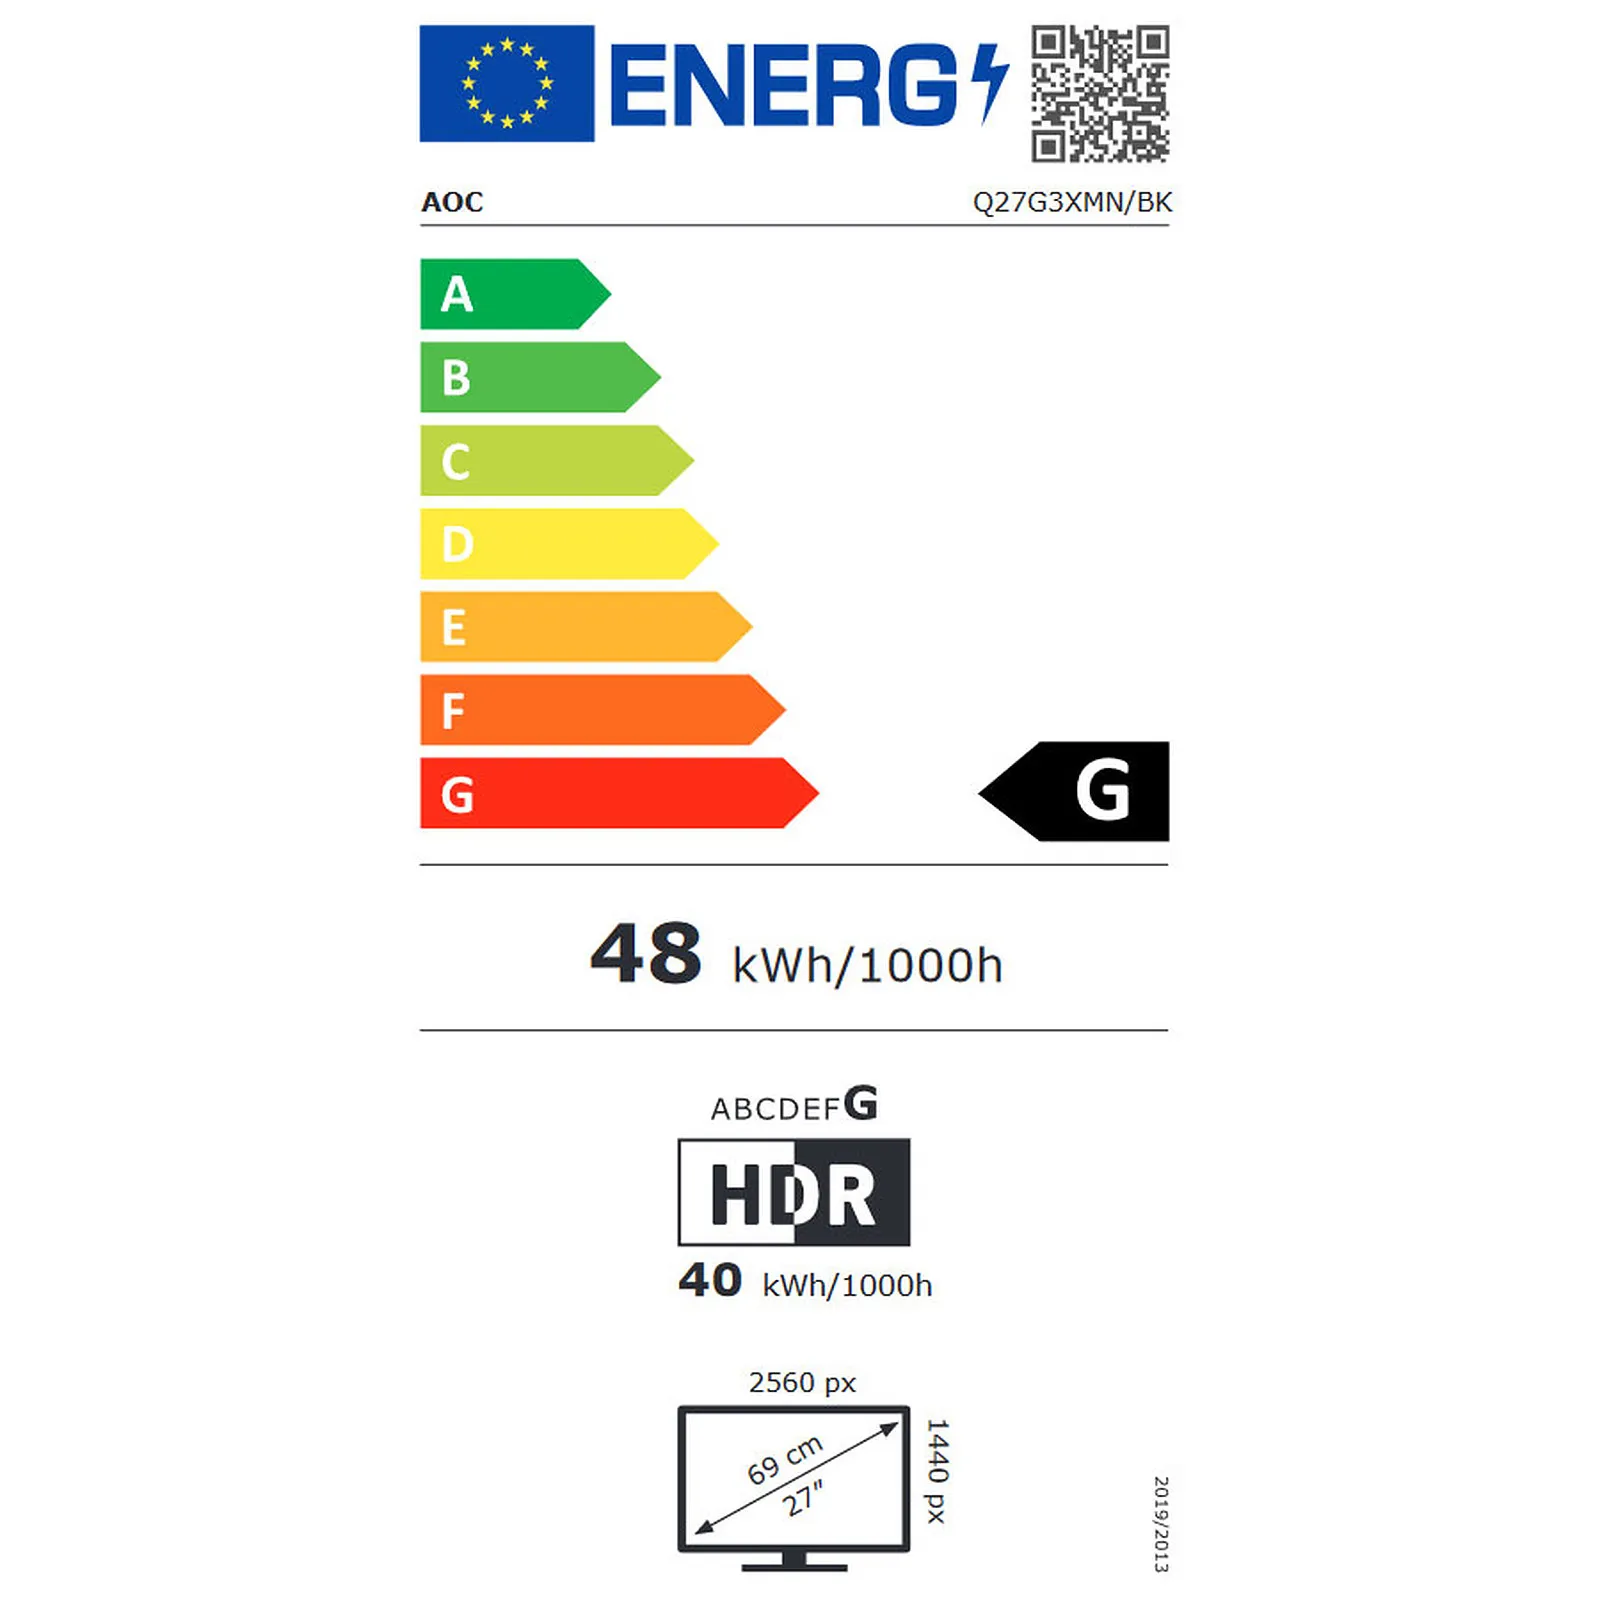 ENERG
AOC
Q27G3XMN/BK
A
B
C
D
E
F
G
G
48 kWh/1000h
ABCDEFG
HDR
40 kWh/1000h
2560 px
1440 px
69 cm
27"
2019/2013